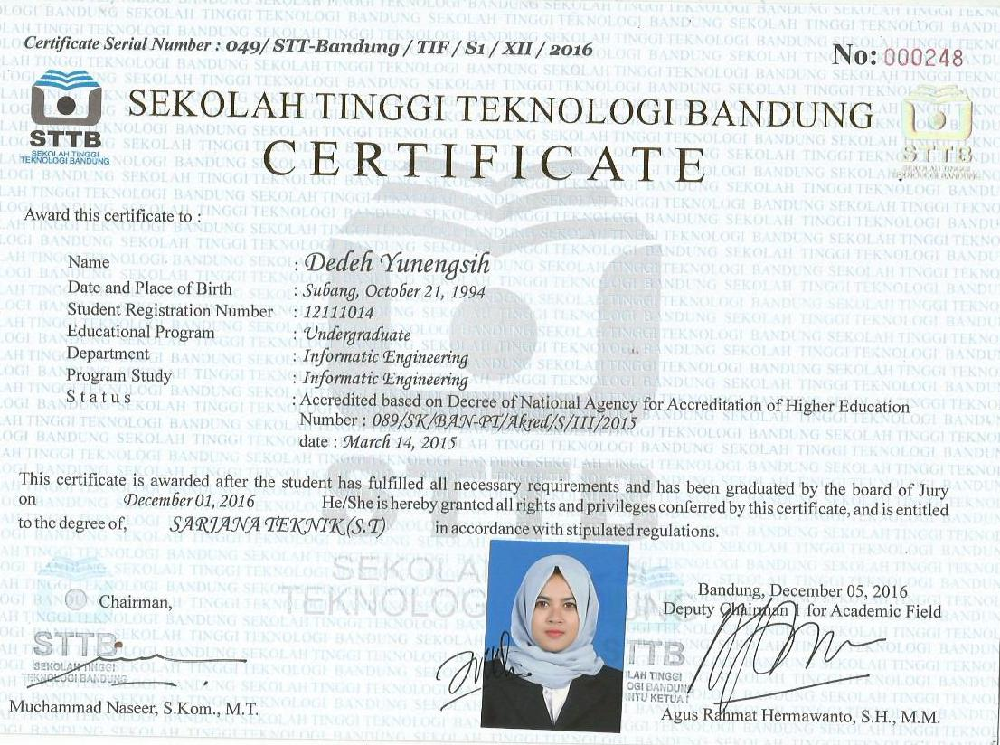 Certificate Serial Number : 049/ STT-Bandung / TIF / S1 / XII / 2016
No: 000248
STTB
SEKOLAH TINGGI
TEKNOLOGI BANDUNG
SEKOLAH TINGGI TEKNOLOGI BANDUNG
CERTIFICATE
STTB
Award this certificate to :
Name : Dedeh Yunengsih
Date and Place of Birth : Subang, October 21, 1994
Student Registration Number : 12111014
Educational Program : Undergraduate
Department : Informatic Engineering
Program Study : Informatic Engineering
Status : Accredited based on Decree of National Agency for Accreditation of Higher Education
Number : 089/SK/BAN-PT/Akred/S/III/2015
date : March 14, 2015
This certificate is awarded after the student has fulfilled all necessary requirements and has been graduated by the board of Jury
on December 01, 2016 He/She is hereby granted all rights and privileges conferred by this certificate, and is entitled
to the degree of, SARJANA TEKNIK,(S.T) in accordance with stipulated regulations.
STTB
Bandung, December 05, 2016
Chairman,
Deputy Chairman 1 for Academic Field
STTB
SEKOLAH TINGGI
TEKNOLOGI BANDUNG
Muchammad Naseer, S.Kom., M.T.
Agus Rahmat Hermawanto, S.H., M.M.